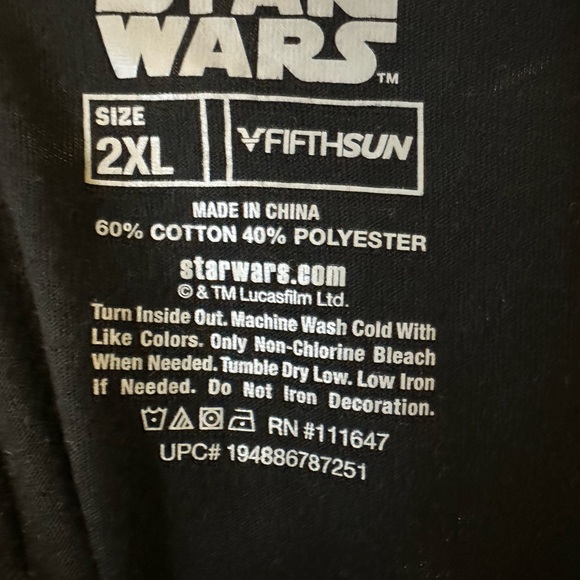 STAR
WARS™
SIZE
2XL
FIFTHSUN
MADE IN CHINA
60% COTTON 40% POLYESTER
starwars.com
© & TM Lucasfilm Ltd.
Turn Inside Out. Machine Wash Cold With
Like Colors. Only Non-Chlorine Bleach
When Needed. Tumble Dry Low. Low Iron
if Needed. Do Not Iron Decoration.
RN #111647
UPC# 194886787251